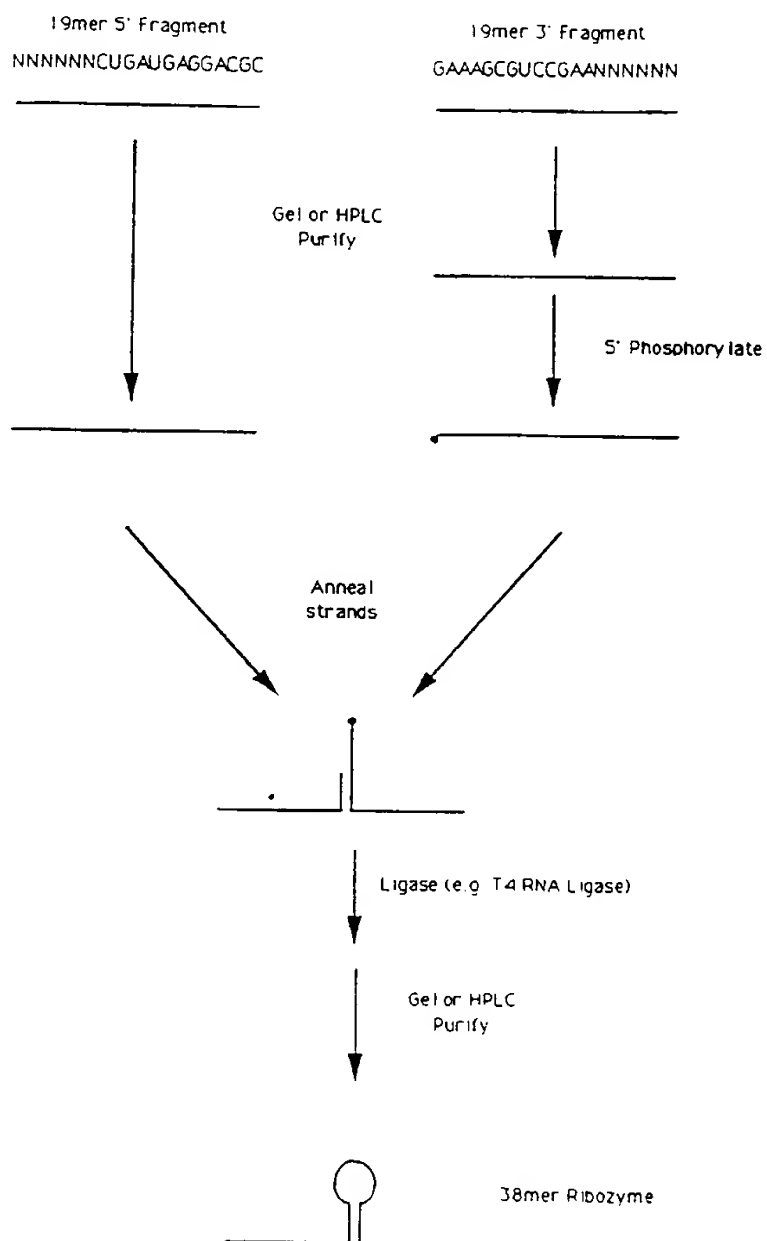 19mer 5' Fragment
NNNNNNCUGAUGAGGACGC
19mer 3' Fragment
GAAAGCGUCCGAANNNNNN
Gel or HPLC
Purify
5' Phosphorylate
Anneal
strands
Ligase (e.g T4 RNA Ligase)
Gel or HPLC
Purify
38mer Ribozyme